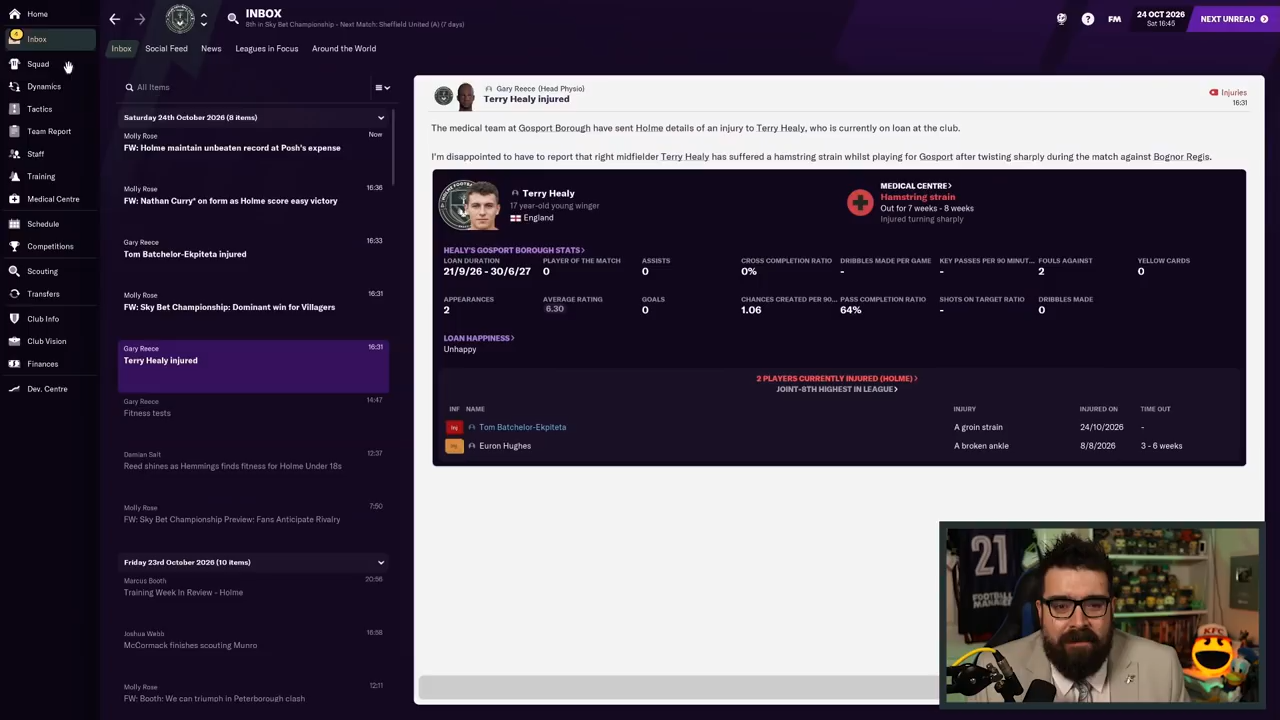 Home
Inbox
4
Squad
Dynamics
Tactics
Team Report
Staff
Training
Medical Centre
Schedule
Competitions
Scouting
Transfers
Club Info
Club Vision
Finances
Dev. Centre
INBOX
8th in Sky Bet Championship - Next Match: Sheffield United (A) (7 days)
FM
24 OCT 2026
Sat 16:45
NEXT UNREAD
Inbox Social Feed News Leagues in Focus Around the World
All Items
Saturday 24th October 2026 (8 items)
Molly Rose Now
FW: Holme maintain unbeaten record at Posh's expense
Molly Rose 16:36
FW: Nathan Curry' on form as Holme score easy victory
Gary Reece 16:33
Tom Batchelor-Ekpiteta injured
Molly Rose 16:31
FW: Sky Bet Championship: Dominant win for Villagers
Gary Reece 16:31
Terry Healy injured
Gary Reece 14:47
Fitness tests
Damian Salt 12:37
Reed shines as Hemmings finds fitness for Holme Under 18s
Molly Rose 7:50
FW: Sky Bet Championship Preview: Fans Anticipate Rivalry
Friday 23rd October 2026 (10 items)
Marcus Booth 20:56
Training Week In Review - Holme
Joshua Webb 16:58
McCormack finishes scouting Munro
Molly Rose 12:11
FW: Booth: We can triumph in Peterborough clash
Gary Reece (Head Physio)
Terry Healy injured
Injuries
16:31
The medical team at Gosport Borough have sent Holme details of an injury to Terry Healy, who is currently on loan at the club.
I'm disappointed to have to report that right midfielder Terry Healy has suffered a hamstring strain whilst playing for Gosport after twisting sharply during the match against Bognor Regis.
Terry Healy
17 year-old young winger
England
MEDICAL CENTRE>
Hamstring strain
Out for 7 weeks - 8 weeks
Injured turning sharply
HEALY'S GOSPORT BOROUGH STATS>
LOAN DURATION PLAYER OF THE MATCH ASSISTS CROSS COMPLETION RATIO DRIBBLES MADE PER GAME KEY PASSES PER 90 MINUT... FOULS AGAINST YELLOW CARDS
21/9/26 - 30/6/27 0 0 0% - - 2 0
APPEARANCES AVERAGE RATING GOALS CHANCES CREATED PER 90... PASS COMPLETION RATIO SHOTS ON TARGET RATIO DRIBBLES MADE
2 6.30 0 1.06 64% - 0
LOAN HAPPINESS>
Unhappy
2 PLAYERS CURRENTLY INJURED (HOLME)>
JOINT-8TH HIGHEST IN LEAGUE>
INF NAME INJURY INJURED ON TIME OUT
Inj Tom Batchelor-Ekpiteta A groin strain 24/10/2026 -
Euron Hughes A broken ankle 8/8/2026 3 - 6 weeks
21
FOOTBALL
MANAGER
KFC